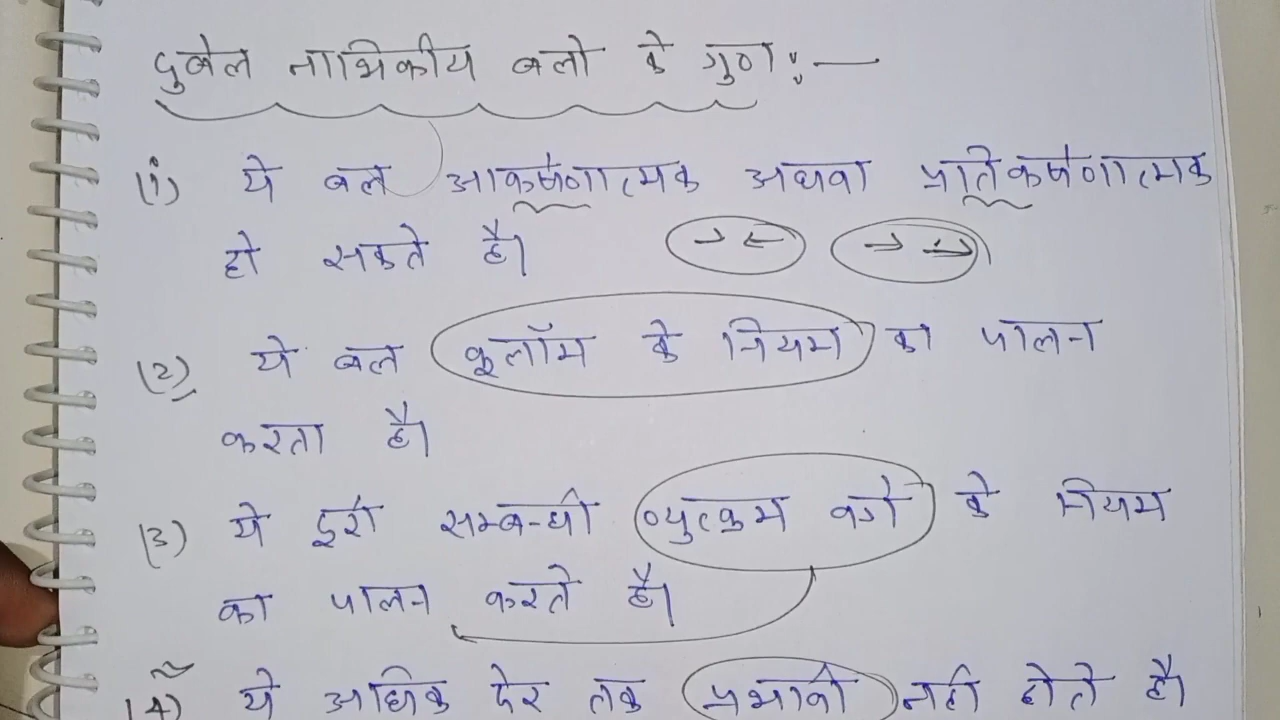 दुर्बल नाभिकीय बलो के गुण :—
(1) ये बल आकर्षणात्मक अथवा प्रतिकर्षणात्मक
हो सकते है।
(2) ये बल कूलॉम के नियम का पालन
करता है।
(3) ये दूरी सम्बन्धी व्युत्क्रम वर्ग के नियम
का पालन करते है।
(4) ये अधिक देर तक प्रभावी नही होते है।